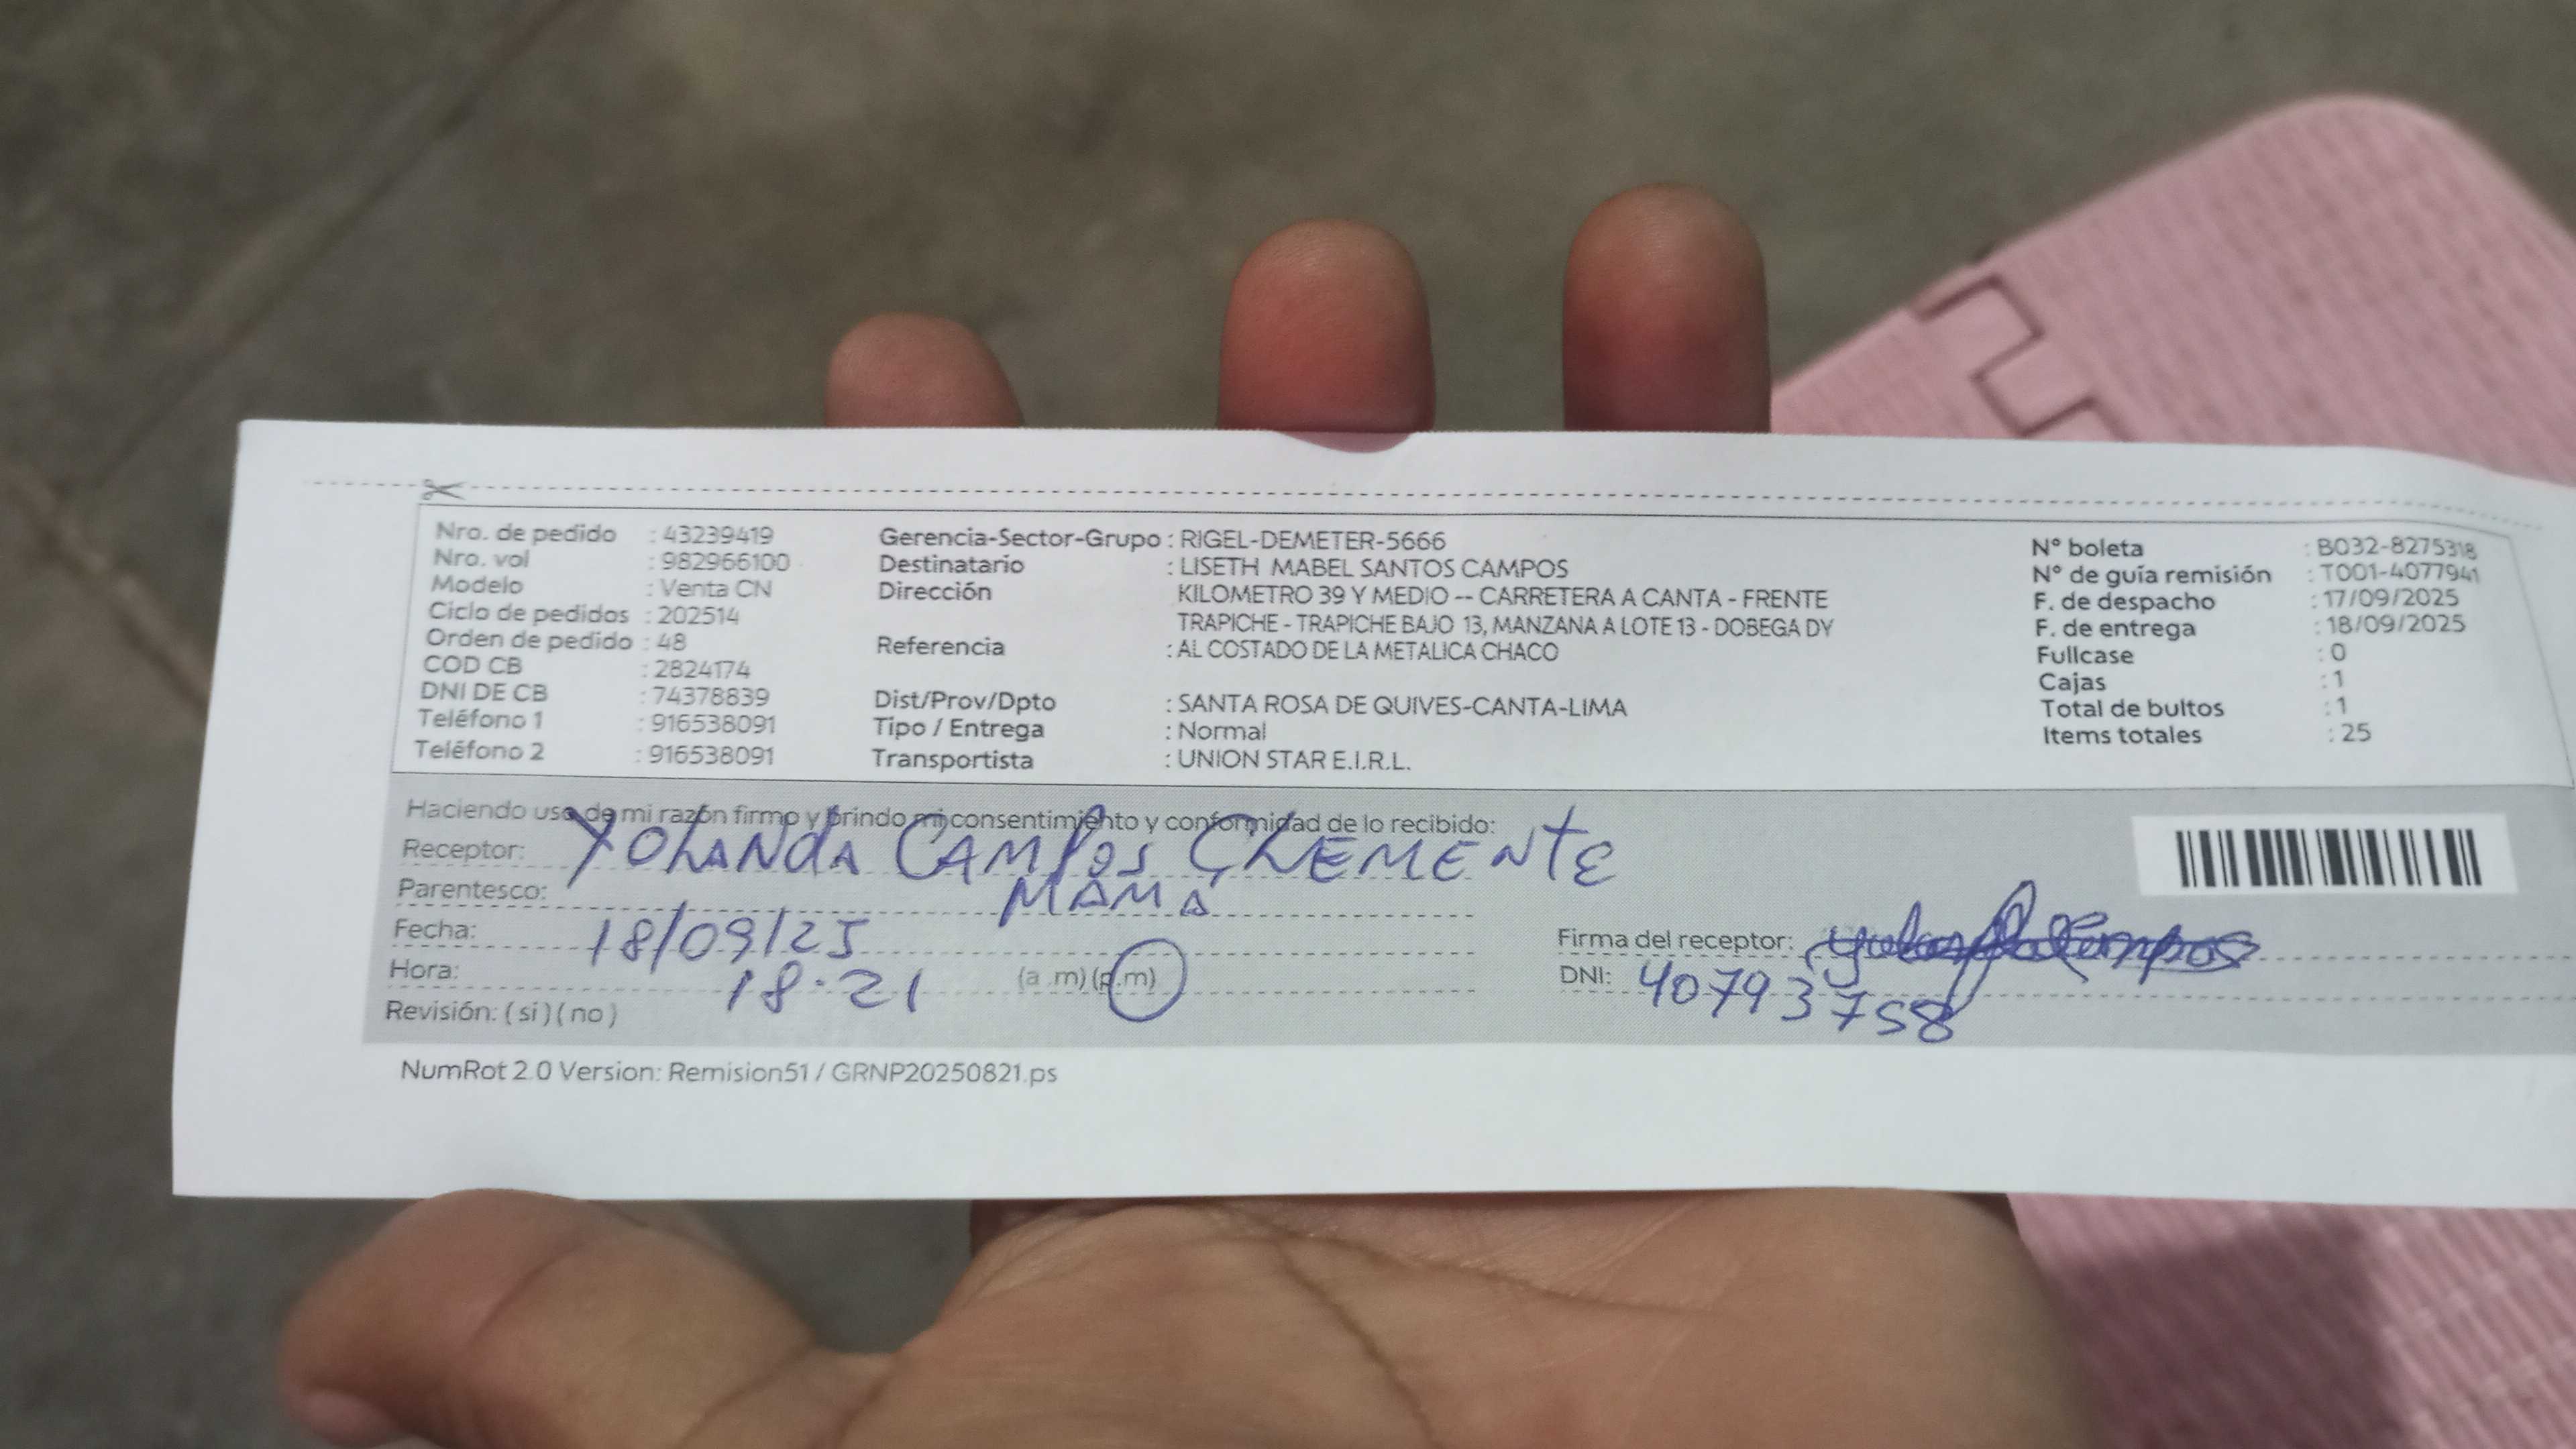 Nro. de pedido : 43239419
Nro. vol : 982966100
Modelo : Venta CN
Ciclo de pedidos : 202514
Orden de pedido : 48
COD CB : 2824174
DNI DE CB : 74378839
Teléfono 1 : 916538091
Teléfono 2 : 916538091
Gerencia-Sector-Grupo : RIGEL-DEMETER-5666
Destinatario : LISETH MABEL SANTOS CAMPOS
Dirección KILOMETRO 39 Y MEDIO -- CARRETERA A CANTA - FRENTE
TRAPICHE - TRAPICHE BAJO 13, MANZANA A LOTE 13 - DOBEGA DY
Referencia : AL COSTADO DE LA METALICA CHACO
Dist/Prov/Dpto : SANTA ROSA DE QUIVES-CANTA-LIMA
Tipo / Entrega : Normal
Transportista : UNION STAR E.I.R.L.
N° boleta : B032-8275318
N° de guía remisión : T001-4077941
F. de despacho : 17/09/2025
F. de entrega : 18/09/2025
Fullcase : 0
Cajas : 1
Total de bultos : 1
Items totales : 25
Haciendo uso de mi razón firmo y brindo mi consentimiento y conformidad de lo recibido:
Receptor: YOLANdA CAMPOS CLEMENtE
Parentesco: MAMÁ
Fecha: 18/09/25
Hora: 18·21 (a .m) (p.m)
Revisión: ( si ) ( no )
Firma del receptor:
DNI: 40793758
NumRot 2.0 Version: Remision51 / GRNP20250821.ps